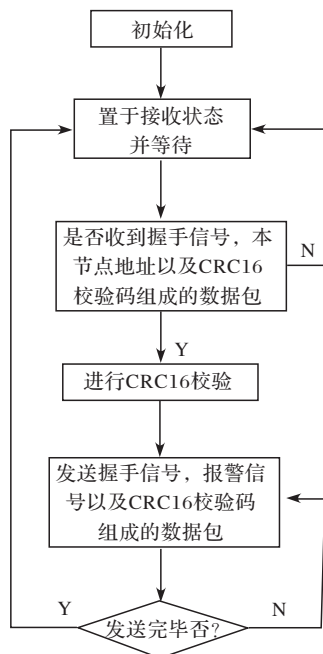 初始化
置于接收状态
并等待
是否收到握手信号，本
节点地址以及CRC16
校验码组成的数据包
N
Y
进行CRC16校验
发送握手信号，报警信
号以及CRC16校验码
组成的数据包
Y
发送完毕否?
N